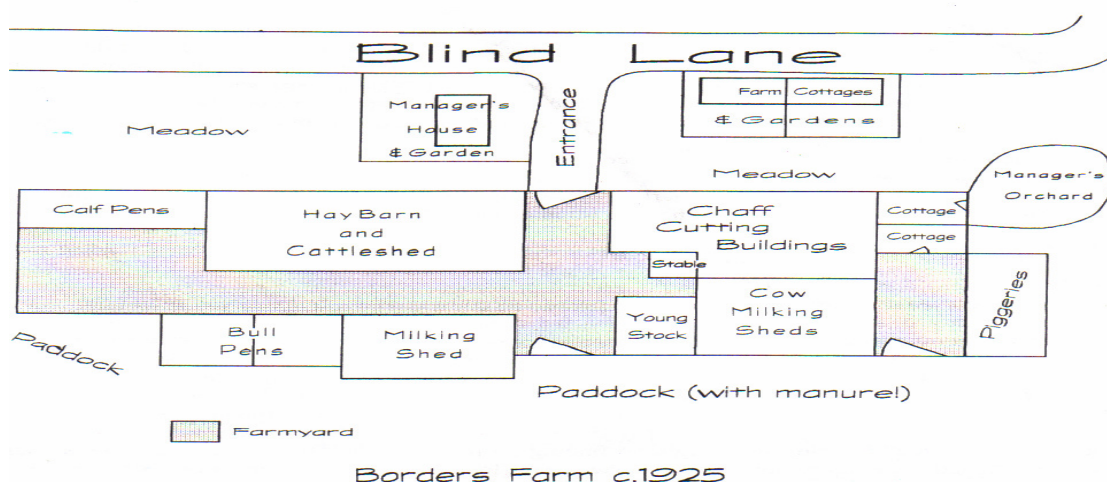 Blind Lane
Manager's
House
& Garden
Entrance
Farm Cottages
& Gardens
Meadow
Meadow
Manager's
Orchard
Calf Pens
Hay Barn
and
Cattleshed
Chaff
Cutting
Buildings
Stable
Cottage
Cottage
Piggeries
Bull
Pens
Milking
Shed
Young
Stock
Cow
Milking
Sheds
Paddock
Paddock (with manure!)
Farmyard
Borders Farm c.1925